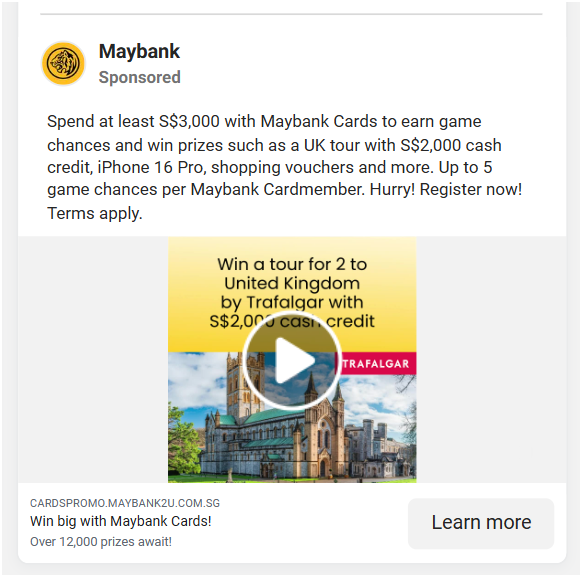 Maybank
Sponsored
Spend at least S$3,000 with Maybank Cards to earn game
chances and win prizes such as a UK tour with S$2,000 cash
credit, iPhone 16 Pro, shopping vouchers and more. Up to 5
game chances per Maybank Cardmember. Hurry! Register now!
Terms apply.
Win a tour for 2 to
United Kingdom
by Trafalgar with
S$2,000 cash credit
TRAFALGAR
CARDSPROMO.MAYBANK2U.COM.SG
Win big with Maybank Cards!
Over 12,000 prizes await!
Learn more